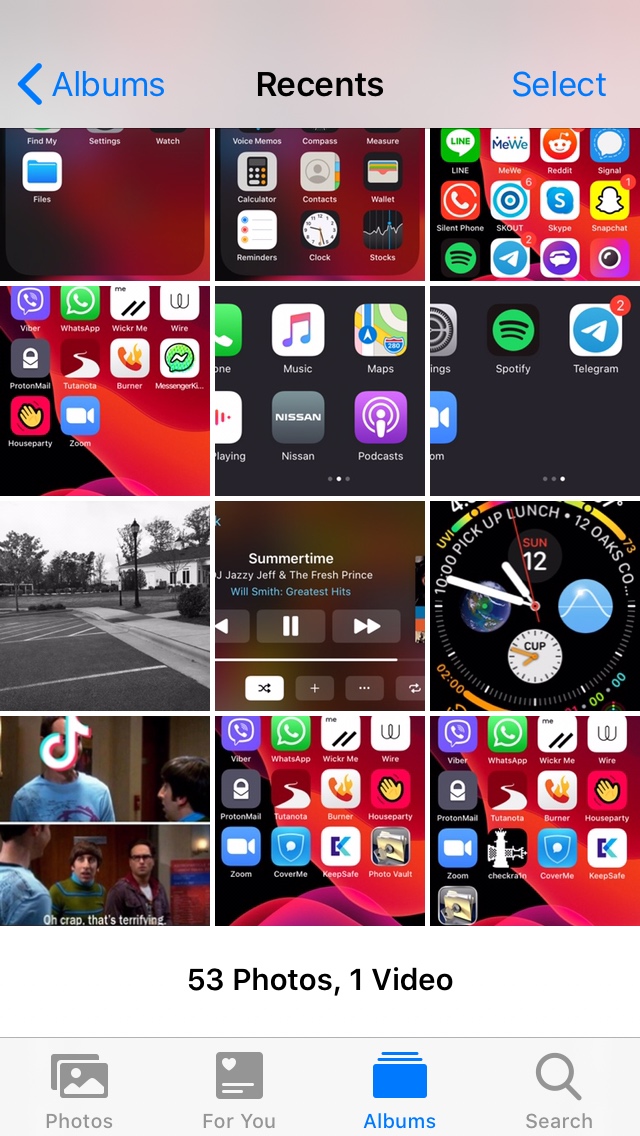 Albums Recents Select
Find My Settings Watch
Files
Voice Memos Compass Measure
Calculator Contacts Wallet
Reminders Clock Stocks
LINE MeWe Reddit Signal
LINE MeWe
6 1
Silent Phone SKOUT Skype Snapchat
2
me
Viber WhatsApp Wickr Me Wire
ProtonMail Tutanota Burner MessengerKi...
Houseparty Zoom
one Music Maps
280
NISSAN
Playing Nissan Podcasts
2
ings Spotify Telegram
om
k
Summertime
DJ Jazzy Jeff & The Fresh Prince
Will Smith: Greatest Hits
10:00 PICK UP LUNCH • 12 OAKS CO...
UVI
73
SUN
12
CUP
02:00
00
00
Oh crap, that's terrifying.
me
Viber WhatsApp Wickr Me Wire
ProtonMail Tutanota Burner Houseparty
Zoom CoverMe KeepSafe Photo Vault
me
Viber WhatsApp Wickr Me Wire
ProtonMail Tutanota Burner Houseparty
Zoom checkra1n CoverMe KeepSafe
53 Photos, 1 Video
Photos For You Albums Search